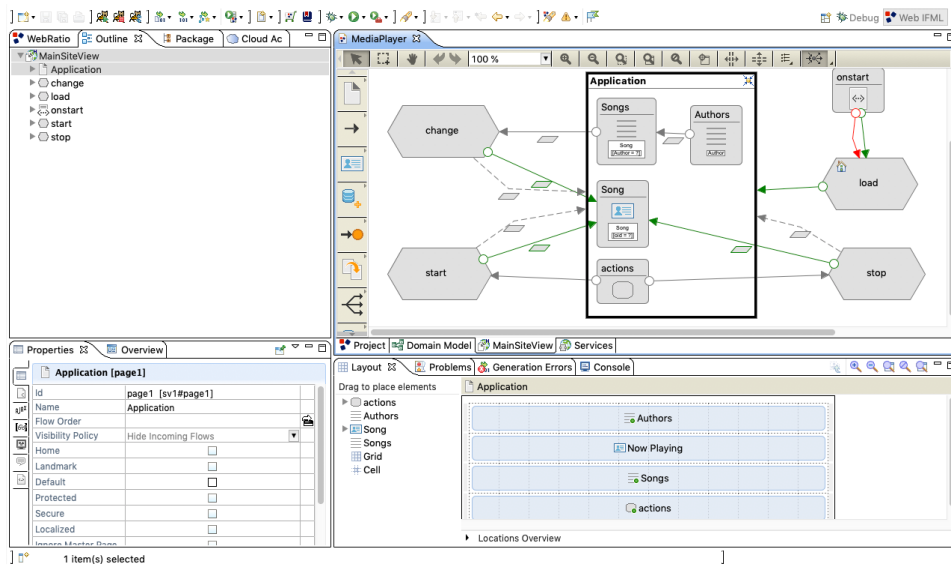 Debug
Web IFML
WebRatio
Outline
Package
Cloud Ac
MainSiteView
Application
change
load
onstart
start
stop
MediaPlayer
100 %
Application
Songs
Song
[Author = ?]
Authors
Author
Song
Song
[oid = ?]
actions
change
start
onstart
load
stop
Project
Domain Model
MainSiteView
Services
Properties
Overview
Application [page1]
Id
page1 [sv1#page1]
Name
Application
Flow Order
Visibility Policy
Hide Incoming Flows
Home
Landmark
Default
Protected
Secure
Localized
Ignore Master Page
Layout
Problems
Generation Errors
Console
Drag to place elements
actions
Authors
Song
Songs
Grid
Cell
Application
Authors
Now Playing
Songs
actions
Locations Overview
1 item(s) selected